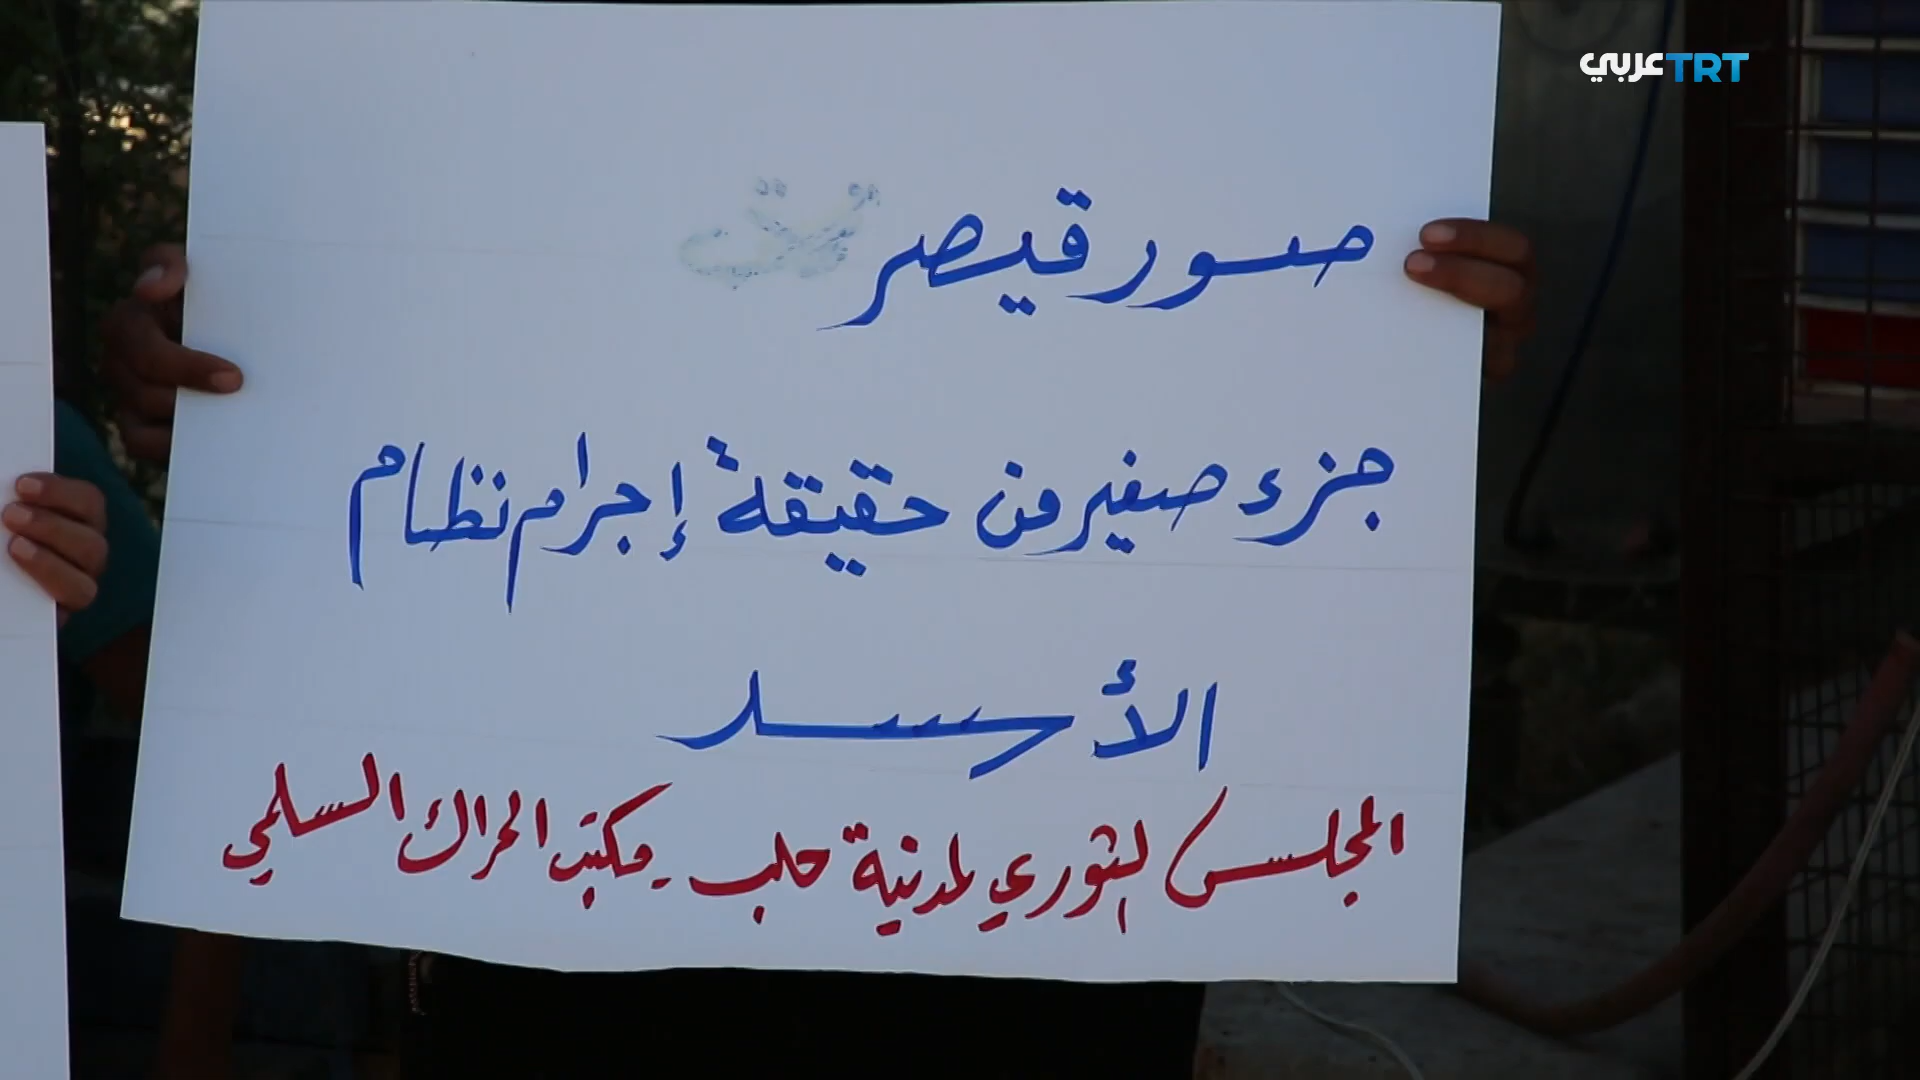 TRT عربي
صور قيصر
جزء صغير من حقيقة إجرام نظام
الأسد
المجلس الثوري لمدينة حلب - مكتب الحراك السلمي